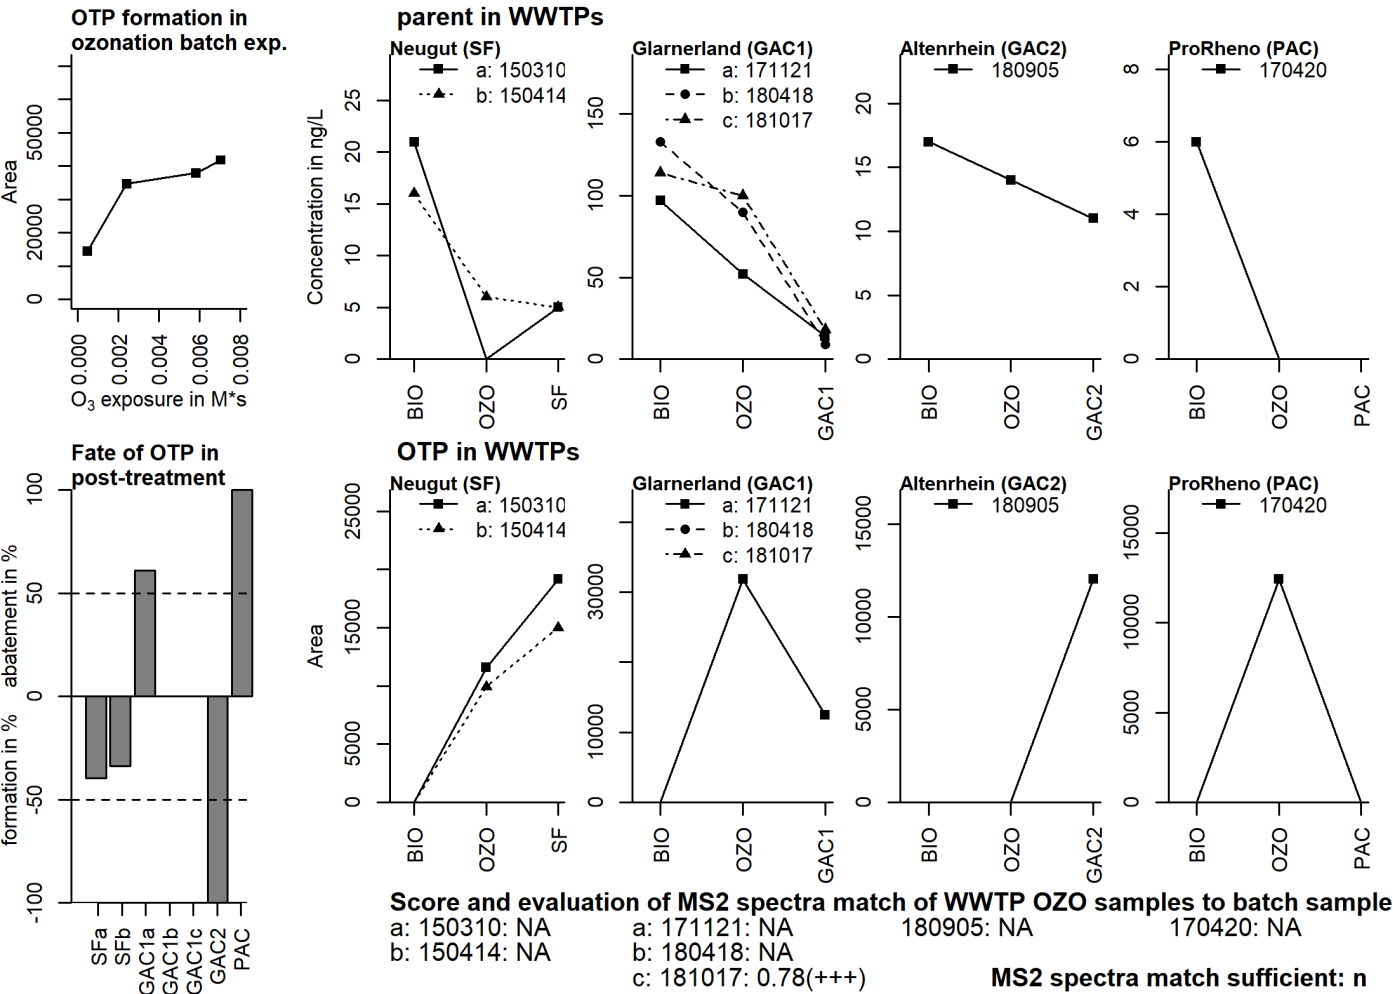 OTP formation in
ozonation batch exp.
Area
0
20000
50000
0.000
0.002
0.004
0.006
0.008
O₃ exposure in M*s
parent in WWTPs
Neugut (SF)
a: 150310
b: 150414
Concentration in ng/L
0
5
10
15
20
25
BIO
OZO
SF
Glarnerland (GAC1)
a: 171121
b: 180418
c: 181017
0
50
100
150
BIO
OZO
GAC1
Altenrhein (GAC2)
180905
0
5
10
15
20
BIO
OZO
GAC2
ProRheno (PAC)
170420
0
2
4
6
8
BIO
OZO
PAC
Fate of OTP in
post-treatment
formation in %
abatement in %
-100
-50
0
50
100
SFa
SFb
GAC1a
GAC1b
GAC1c
GAC2
PAC
OTP in WWTPs
Neugut (SF)
a: 150310
b: 150414
Area
0
5000
15000
25000
BIO
OZO
SF
Glarnerland (GAC1)
a: 171121
b: 180418
c: 181017
0
10000
30000
BIO
OZO
GAC1
Altenrhein (GAC2)
180905
0
5000
10000
15000
BIO
OZO
GAC2
ProRheno (PAC)
170420
0
5000
10000
15000
BIO
OZO
PAC
Score and evaluation of MS2 spectra match of WWTP OZO samples to batch sample
a: 150310: NA
b: 150414: NA
a: 171121: NA
b: 180418: NA
c: 181017: 0.78(+++)
180905: NA
170420: NA
MS2 spectra match sufficient: n